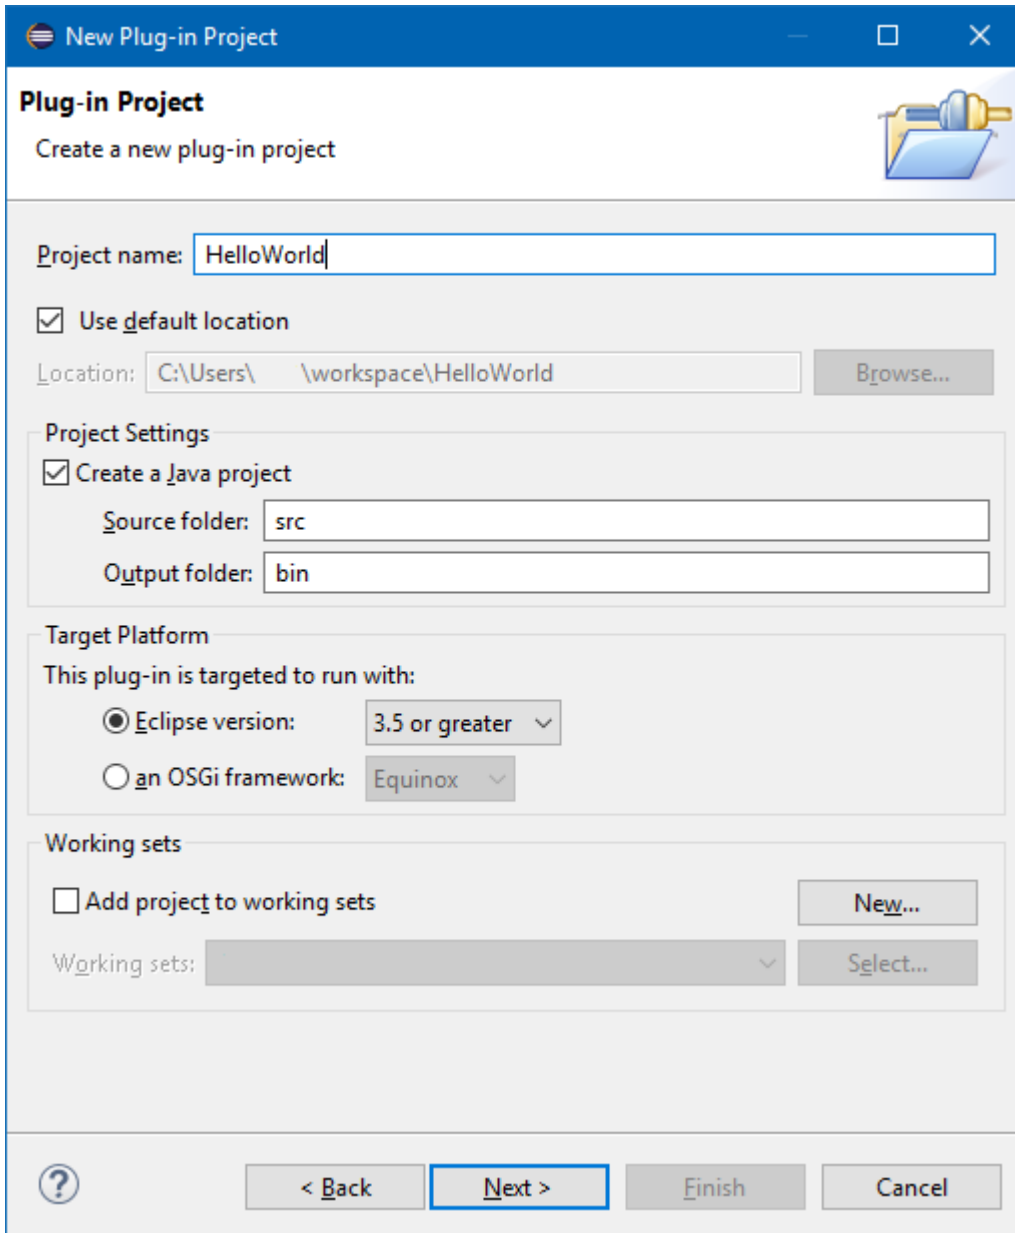 New Plug-in Project
Plug-in Project
Create a new plug-in project
Project name: HelloWorld
Use default location
Location: C:\Users\ \workspace\HelloWorld Browse...
Project Settings
Create a Java project
Source folder: src
Output folder: bin
Target Platform
This plug-in is targeted to run with:
Eclipse version: 3.5 or greater
an OSGi framework: Equinox
Working sets
Add project to working sets New...
Working sets: Select...
? < Back Next > Finish Cancel